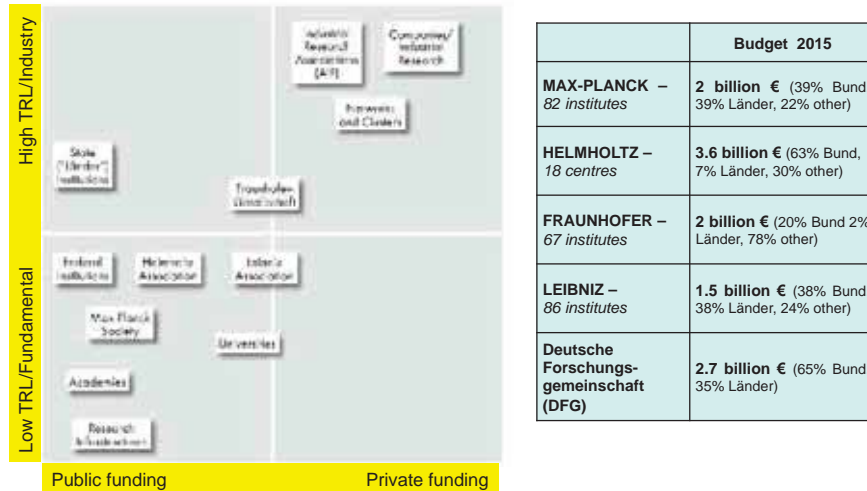 High TRL/Industry
Low TRL/Fundamental
Industrial
Research
Associations
(AiF)
Companies/
Industrial
Research
Networks
and Clusters
State
("Länder")
Institutions
Fraunhofer-
Gesellschaft
Federal
Institutions
Helmholtz
Association
Leibniz
Association
Max Planck
Society
Universities
Academies
Research
Infrastructures
Public funding
Private funding
Budget 2015
MAX-PLANCK –
82 institutes
2 billion € (39% Bund
39% Länder, 22% other)
HELMHOLTZ –
18 centres
3.6 billion € (63% Bund,
7% Länder, 30% other)
FRAUNHOFER –
67 institutes
2 billion € (20% Bund 2%
Länder, 78% other)
LEIBNIZ –
86 institutes
1.5 billion € (38% Bund
38% Länder, 24% other)
Deutsche
Forschungs-
gemeinschaft
(DFG)
2.7 billion € (65% Bund
35% Länder)